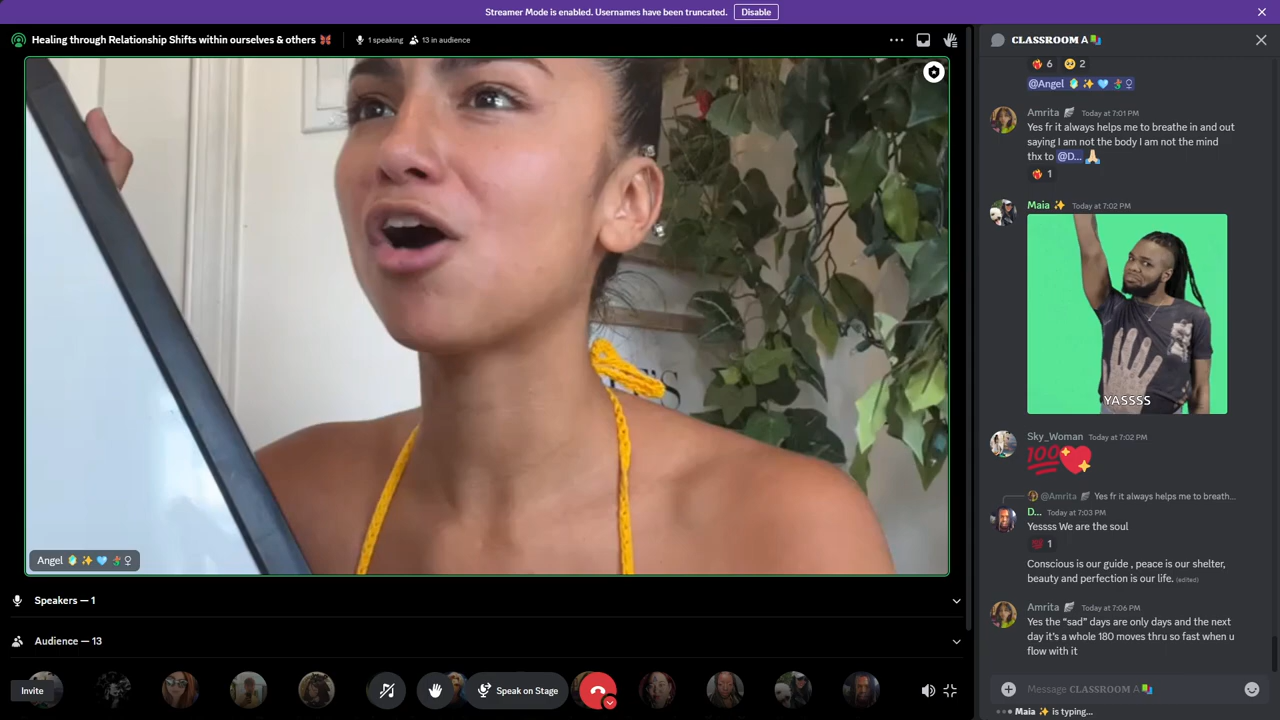 Streamer Mode is enabled. Usernames have been truncated. Disable
Healing through Relationship Shifts within ourselves & others 🦋
1 speaking 13 in audience
Angel
Speakers — 1
Audience — 13
Invite
Speak on Stage
CLASSROOM A
6 2
@Angel
Amrita Today at 7:01 PM
Yes fr it always helps me to breathe in and out
saying I am not the body I am not the mind
thx to @D... 🙏🏻
1
Maia ✨ Today at 7:02 PM
YASSSS
Sky_Woman Today at 7:02 PM
💯💖
@Amrita Yes fr it always helps me to breath...
D... Today at 7:03 PM
Yessss We are the soul
1
Conscious is our guide , peace is our shelter,
beauty and perfection is our life. (edited)
Amrita Today at 7:06 PM
Yes the “sad” days are only days and the next
day it’s a whole 180 moves thru so fast when u
flow with it
Message CLASSROOM A
Maia ✨ is typing...